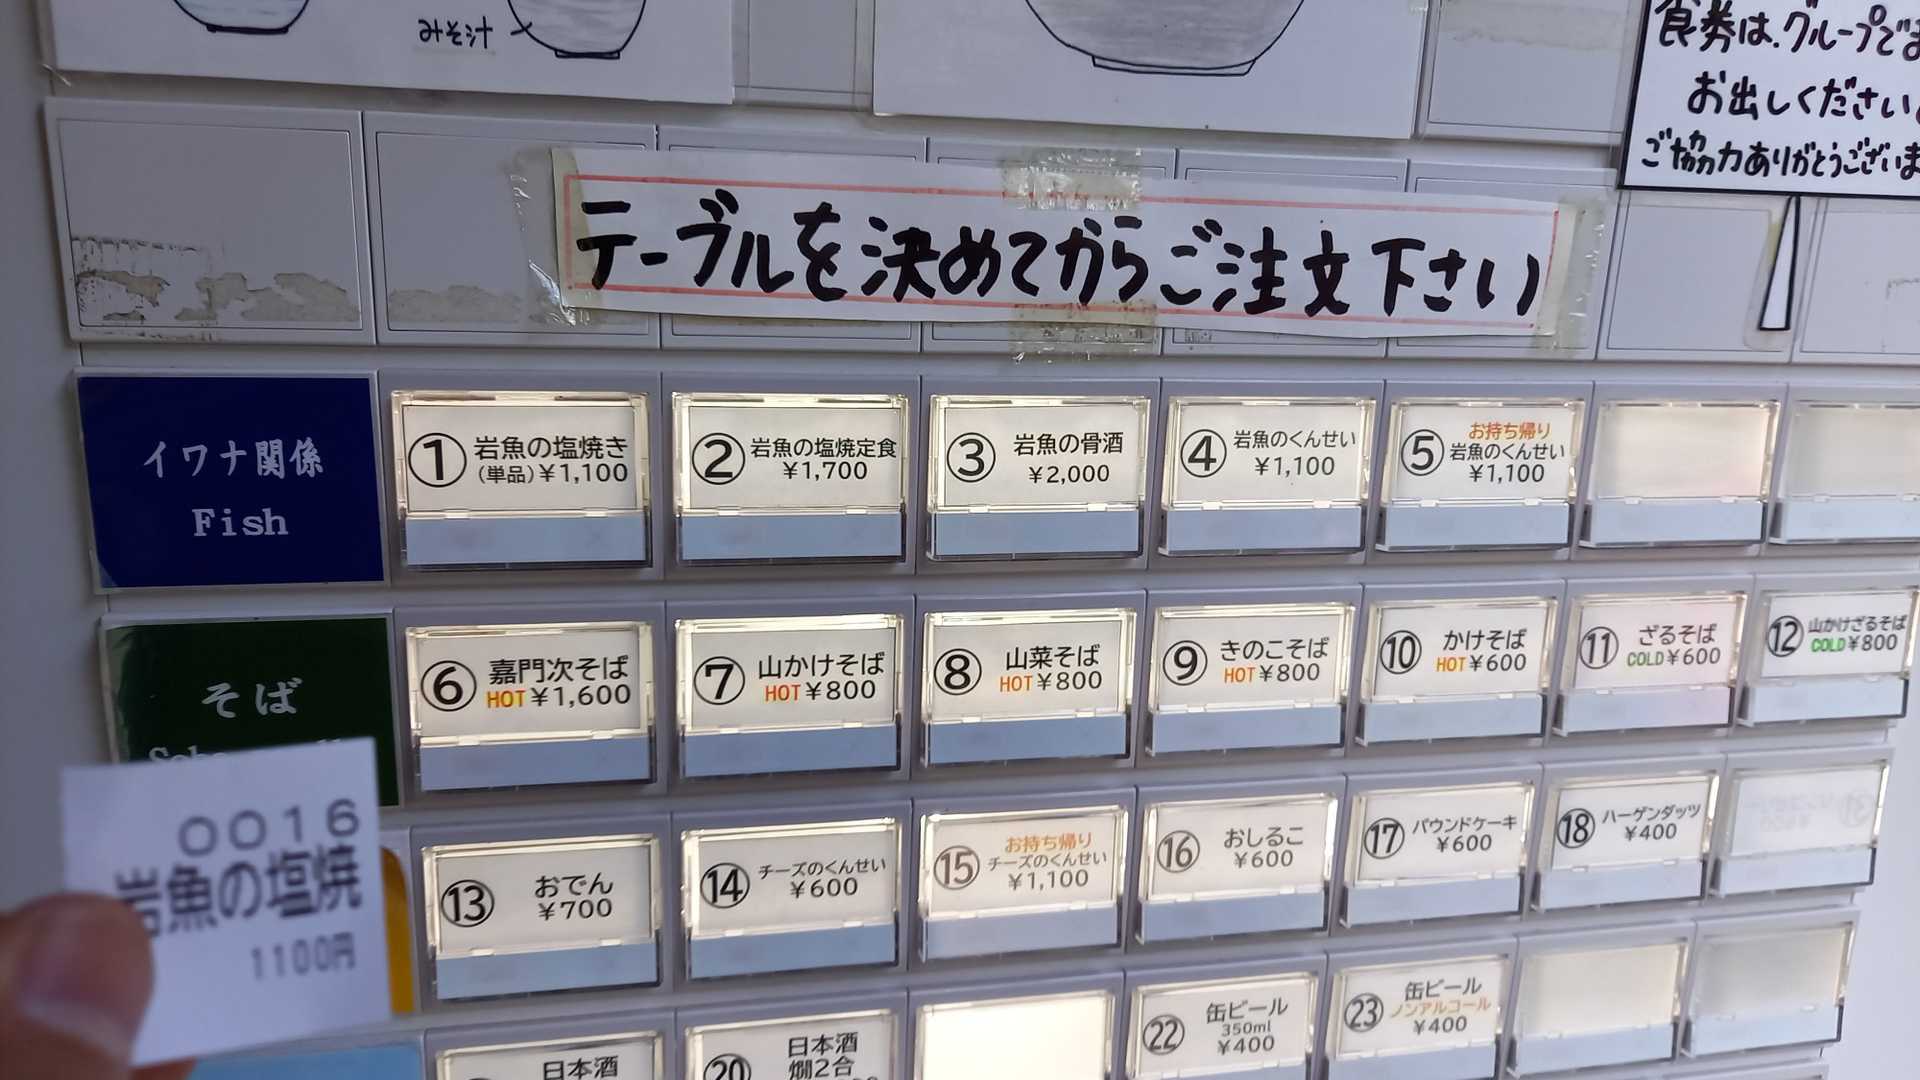 みそ汁
食券は、グループで
お出しください
ご協力ありがとうござい
テーブルを決めてからご注文下さい
イワナ関係
Fish
① 岩魚の塩焼き
(単品)¥1,100
② 岩魚の塩焼定食
¥1,700
③ 岩魚の骨酒
¥2,000
④ 岩魚のくんせい
¥1,100
⑤ お持ち帰り
岩魚のくんせい
¥1,100
そば
⑥ 嘉門次そば
HOT ¥1,600
⑦ 山かけそば
HOT ¥800
⑧ 山菜そば
HOT ¥800
⑨ きのこそば
HOT ¥800
⑩ かけそば
HOT ¥600
⑪ ざるそば
COLD ¥600
⑫ 山かけざるそば
COLD ¥800
0016
岩魚の塩焼
1100円
⑬ おでん
¥700
⑭ チーズのくんせい
¥600
⑮ お持ち帰り
チーズのくんせい
¥1,100
⑯ おしるこ
¥600
⑰ パウンドケーキ
¥600
⑱ ハーゲンダッツ
¥400
日本酒
⑳ 日本酒
燗2合
㉒ 缶ビール
350ml
¥400
㉓ 缶ビール
ノンアルコール
¥400